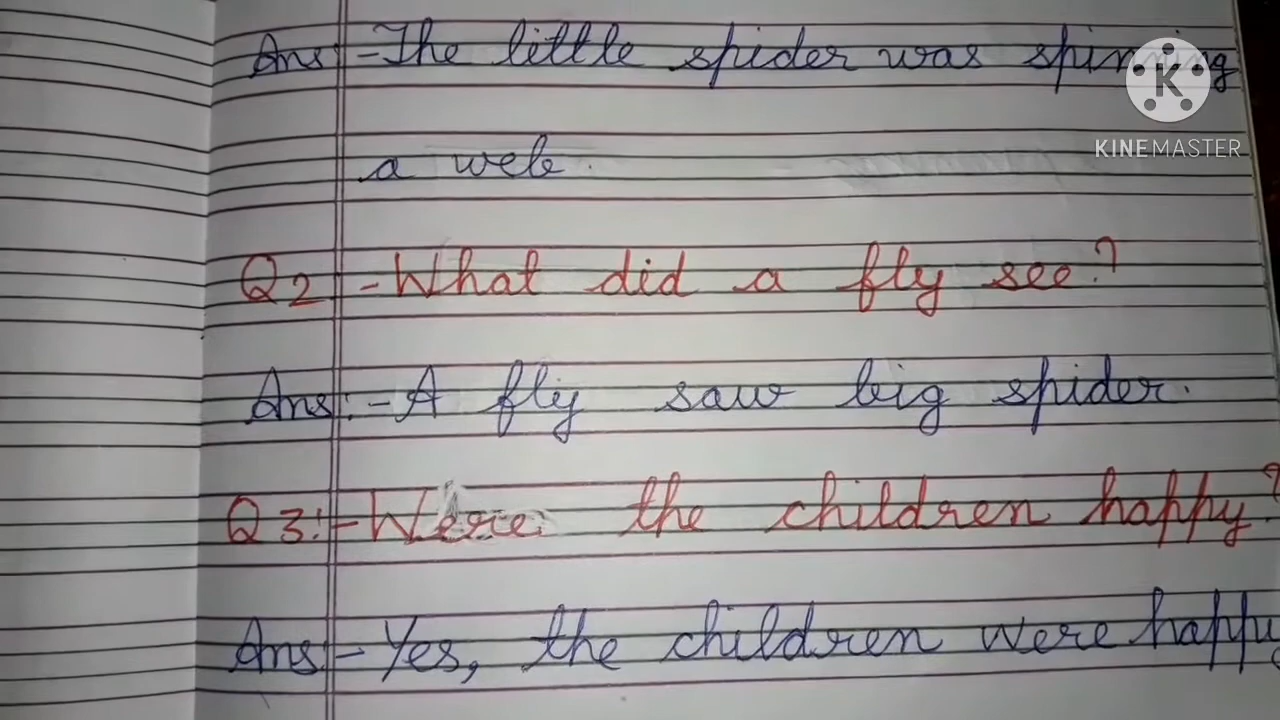 Ans:-The little spider was spinning
K
KINEMASTER
a web.
Q2:-What did a fly see?
Ans:-A fly saw big spider.
Q3:-Were the children happy?
Ans:-Yes, the children were happy